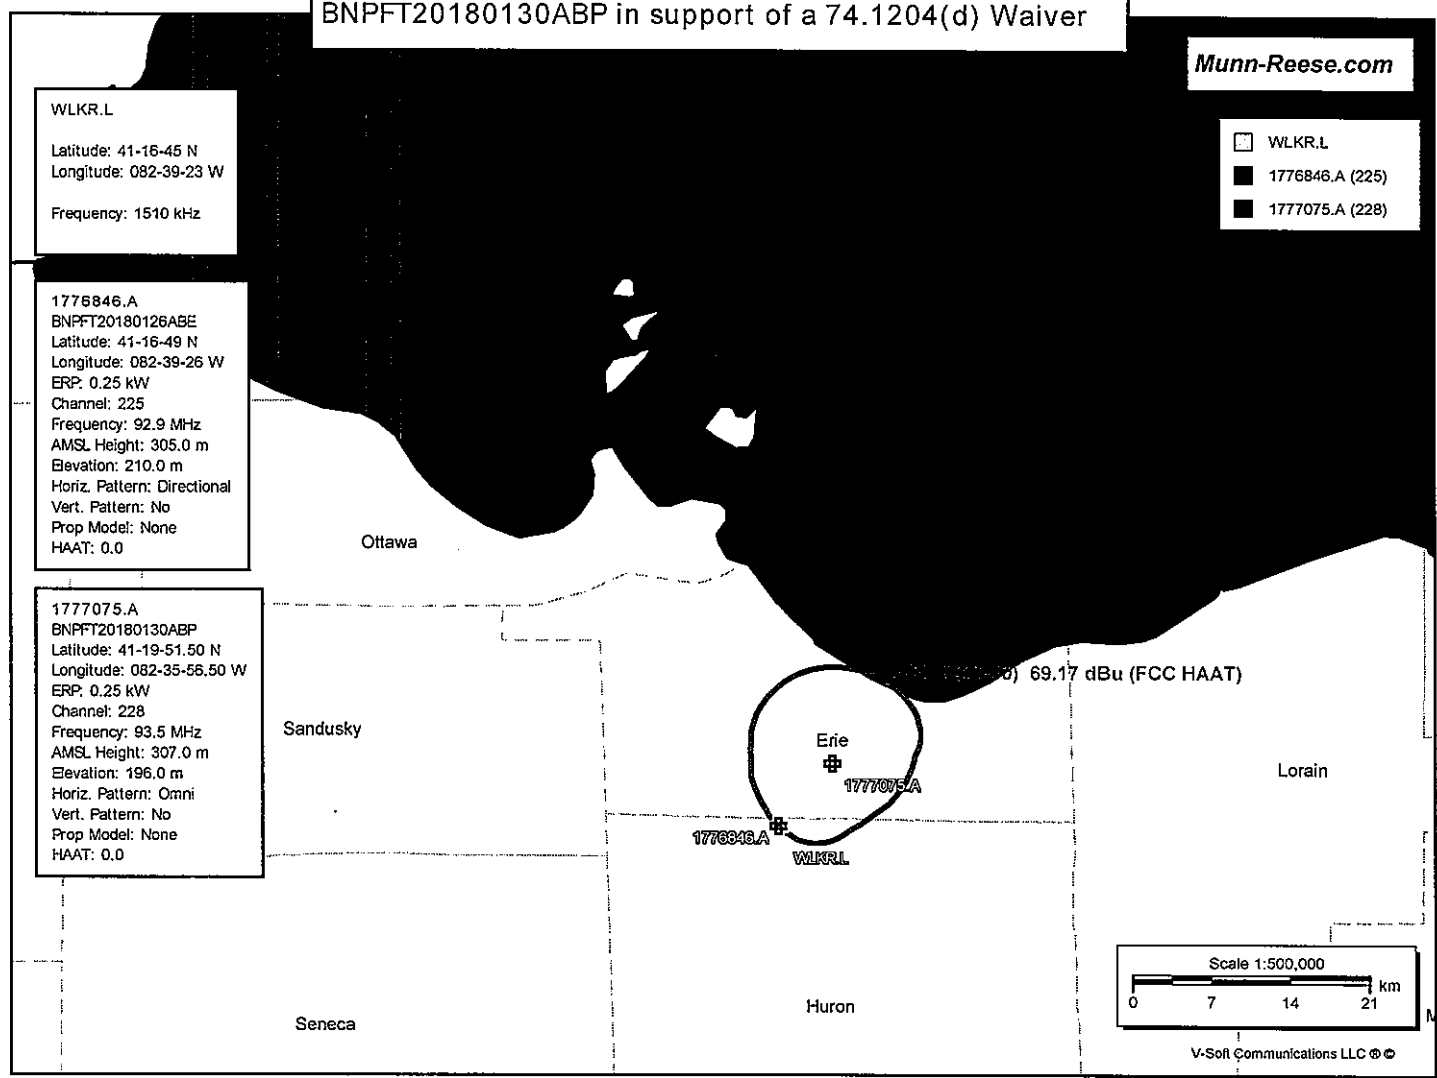 BNPFT20180130ABP in support of a 74.1204(d) Waiver
Munn-Reese.com
WLKR.L
Latitude: 41-16-45 N
Longitude: 082-39-23 W
Frequency: 1510 kHz
WLKR.L
1776846.A (225)
1777075.A (228)
1776846.A
BNPFT20180126ABE
Latitude: 41-16-49 N
Longitude: 082-39-26 W
ERP: 0.25 kW
Channel: 225
Frequency: 92.9 MHz
AMSL Height: 305.0 m
Elevation: 210.0 m
Horiz. Pattern: Directional
Vert. Pattern: No
Prop Model: None
HAAT: 0.0
1777075.A
BNPFT20180130ABP
Latitude: 41-19-51.50 N
Longitude: 082-35-56.50 W
ERP: 0.25 kW
Channel: 228
Frequency: 93.5 MHz
AMSL Height: 307.0 m
Elevation: 196.0 m
Horiz. Pattern: Omni
Vert. Pattern: No
Prop Model: None
HAAT: 0.0
Ottawa
Sandusky
69.17 dBu (FCC HAAT)
Erie
1777075.A
Lorain
1776846.A
WLKR.L
Huron
Seneca
Scale 1:500,000
km
0 7 14 21
V-Soft Communications LLC ® ©